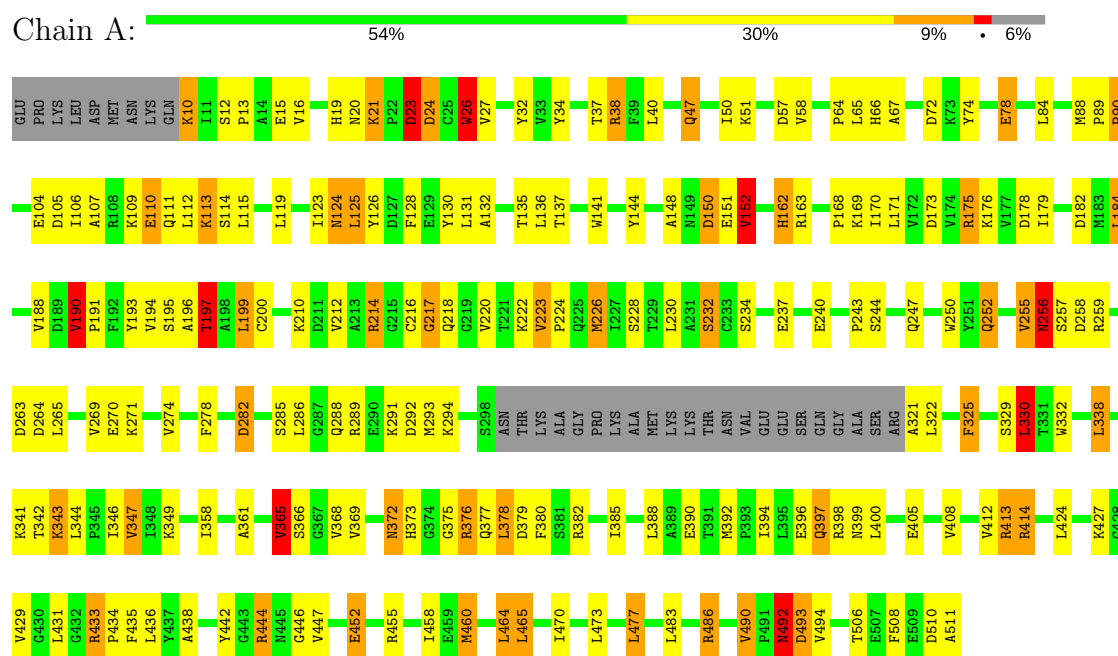 Chain A:
54% 30% 9% • 6%
GLU PRO LYS LEU ASP MET ASN LYS GLN K10 I11 S12 P13 A14 E15 V16 H19 N20 K21 P22 D23 D24 C25 W26 V27 Y32 V33 Y34 T37 R38 F39 L40 Q47 I50 K51 D57 V58 P64 L65 H66 A67 D72 K73 Y74 E78 L84 M88 P89
E104 D105 I106 A107 R108 K109 E110 Q111 L112 K113 S114 L115 L119 I123 N124 L125 Y126 D127 F128 E129 Y130 L131 A132 T135 L136 T137 W141 Y144 A148 N149 D150 E151 V152 H162 R163 P168 K169 I170 L171 V172 D173 V174 R175 K176 V177 D178 I179 D182 M183
V188 D189 V190 P191 F192 Y193 V194 S195 A196 T197 A198 L199 C200 K210 D211 V212 A213 R214 G215 C216 G217 Q218 G219 V220 T221 K222 V223 P224 Q225 M226 I227 S228 T229 L230 A231 S232 C233 S234 E237 E240 P243 S244 Q247 W250 Y251 Q252 V255 N256 S257 D258 R259
D263 D264 L265 V269 E270 K271 V274 F278 D282 S285 L286 G287 Q288 R289 E290 K291 D292 M293 K294 S298 ASN THR LYS ALA GLY PRO LYS ALA MET LYS LYS THR ASN VAL GLU GLU SER GLN GLY ALA SER ARG A321 L322 F325 S329 L330 T331 W332 L338
K341 T342 K343 L344 P345 I346 V347 I348 K349 I358 A361 V365 S366 G367 V368 V369 N372 H373 G374 G375 R376 Q377 L378 D379 F380 S381 R382 I385 L388 A389 E390 T391 M392 P393 I394 L395 E396 Q397 R398 N399 L400 E405 V408 V412 R413 R414 L424 K427
V429 G430 L431 G432 R433 P434 F435 L436 Y437 A438 Y442 G443 R444 N445 G446 V447 E452 R455 I458 E459 M460 L464 L465 I470 L473 L477 L483 R486 V490 P491 N492 D493 V494 T506 E507 F508 E509 D510 A511